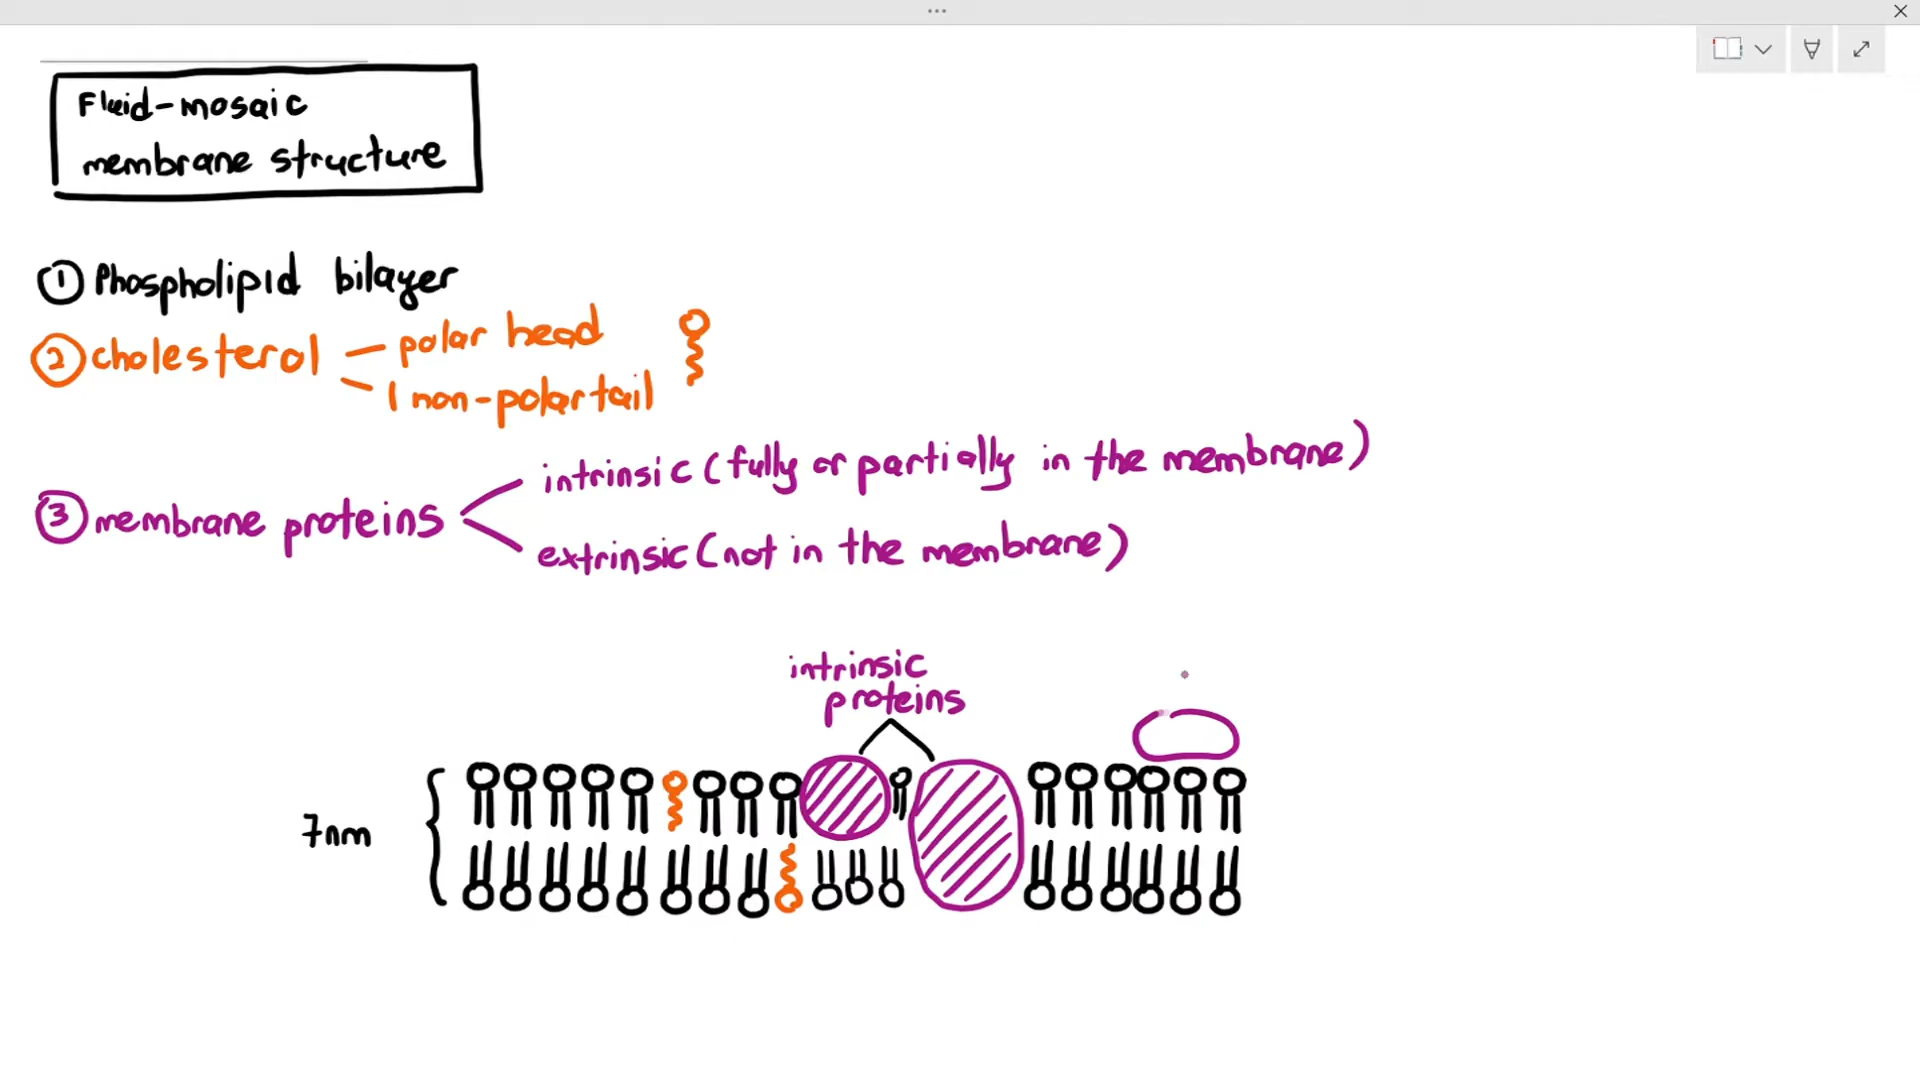 Fluid-mosaic
membrane structure
① Phospholipid bilayer
② cholesterol
polar head
1 non-polar tail
③ membrane proteins
intrinsic (fully or partially in the membrane)
extrinsic (not in the membrane)
intrinsic
proteins
7nm